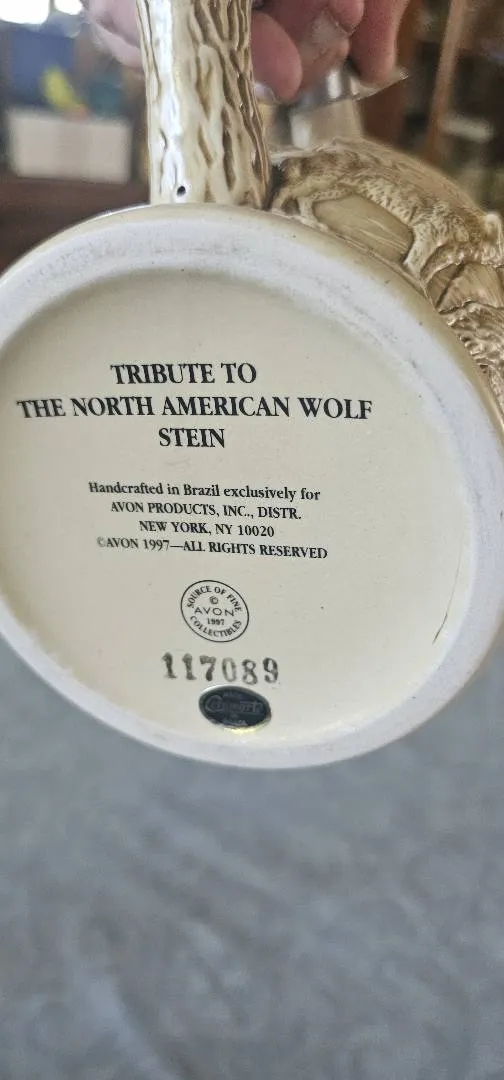 TRIBUTE TO
THE NORTH AMERICAN WOLF
STEIN
Handcrafted in Brazil exclusively for
AVON PRODUCTS, INC., DISTR.
NEW YORK, NY 10020
©AVON 1997—ALL RIGHTS RESERVED
SOURCE OF FINE
©
AVON
1997
COLLECTIBLES
117089